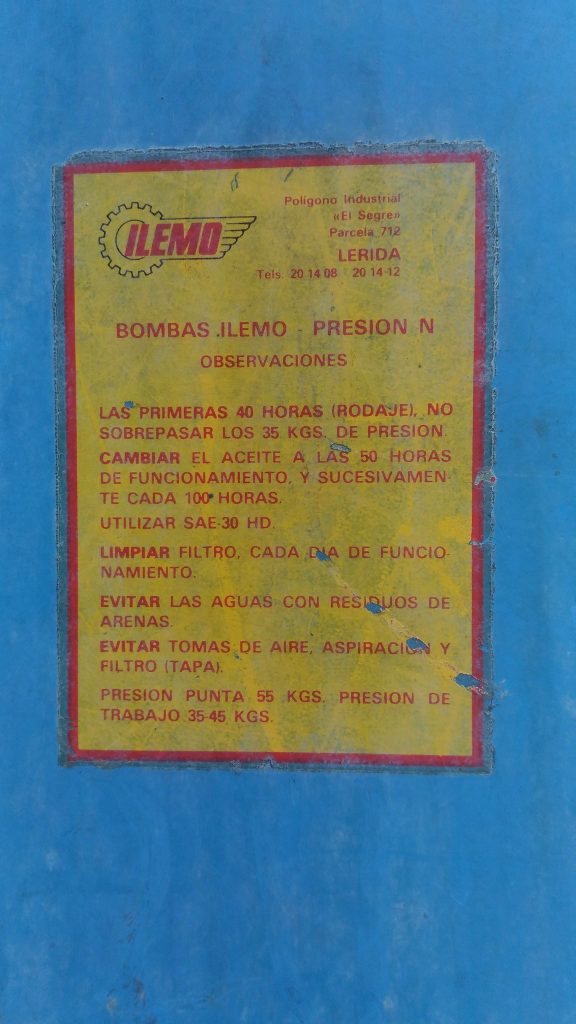 ILEMO
Polígono Industrial
«El Segre»
Parcela 712
LERIDA
Tels. 20 14 08 20 14-12
BOMBAS ILEMO - PRESION N
OBSERVACIONES
LAS PRIMERAS 40 HORAS (RODAJE), NO
SOBREPASAR LOS 35 KGS. DE PRESION.
CAMBIAR EL ACEITE A LAS 50 HORAS
DE FUNCIONAMIENTO, Y SUCESIVAMEN-
TE CADA 100 HORAS.
UTILIZAR SAE-30 HD.
LIMPIAR FILTRO, CADA DIA DE FUNCIO-
NAMIENTO.
EVITAR LAS AGUAS CON RESIDUOS DE
ARENAS.
EVITAR TOMAS DE AIRE, ASPIRACION Y
FILTRO (TAPA).
PRESION PUNTA 55 KGS. PRESION DE
TRABAJO 35-45 KGS.